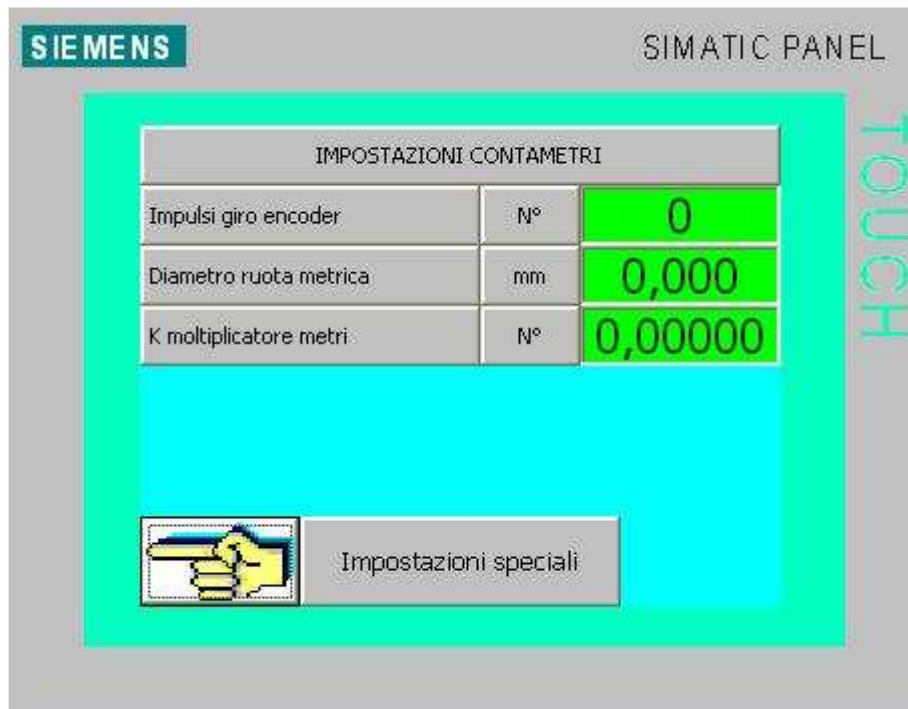 SIEMENS
SIMATIC PANEL
TOUCH
IMPOSTAZIONI CONTAMETRI
Impulsi giro encoder N° 0
Diametro ruota metrica mm 0,000
K moltiplicatore metri N° 0,00000
Impostazioni speciali